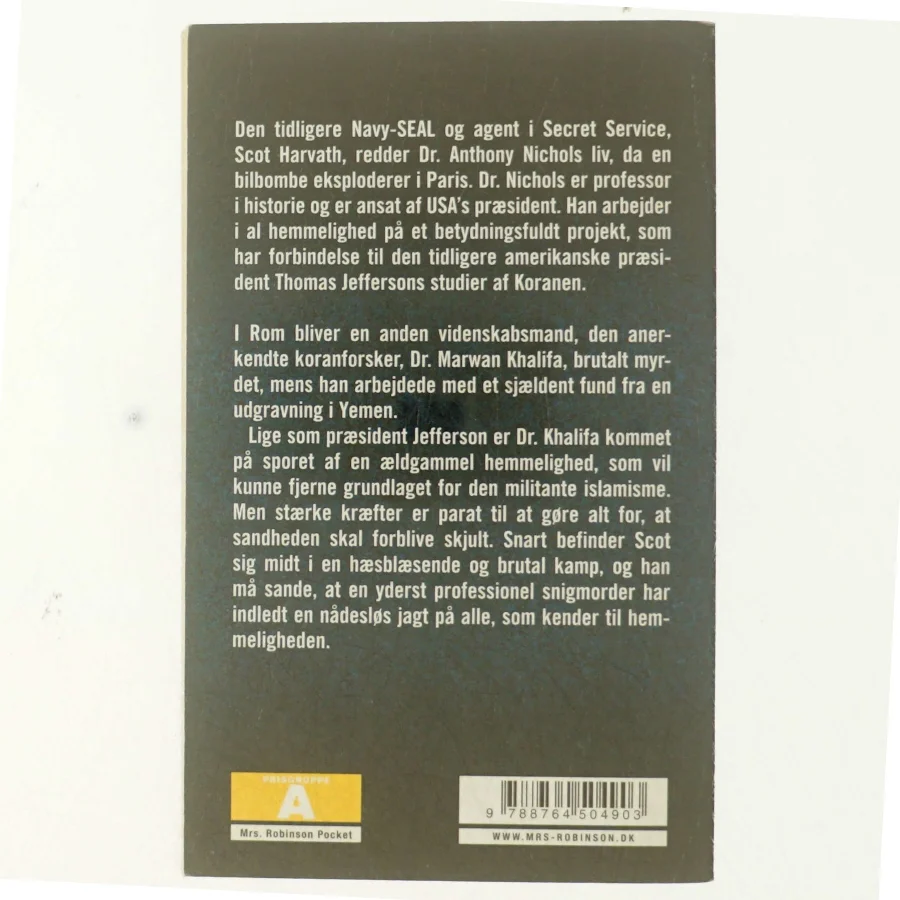 Den tidligere Navy-SEAL og agent i Secret Service,
Scot Harvath, redder Dr. Anthony Nichols liv, da en
bilbombe eksploderer i Paris. Dr. Nichols er professor
i historie og er ansat af USA's præsident. Han arbejder
i al hemmelighed på et betydningsfuldt projekt, som
har forbindelse til den tidligere amerikanske præsi-
dent Thomas Jeffersons studier af Koranen.
I Rom bliver en anden videnskabsmand, den aner-
kendte koranforsker, Dr. Marwan Khalifa, brutalt myr-
det, mens han arbejdede med et sjældent fund fra en
udgravning i Yemen.
Lige som præsident Jefferson er Dr. Khalifa kommet
på sporet af en ældgammel hemmelighed, som vil
kunne fjerne grundlaget for den militante islamisme.
Men stærke kræfter er parat til at gøre alt for, at
sandheden skal forblive skjult. Snart befinder Scot
sig midt i en hæsblæsende og brutal kamp, og han
må sande, at en yderst professionel snigmorder har
indledt en nådesløs jagt på alle, som kender til hem-
meligheden.
PRISGRUPPE
A
Mrs. Robinson Pocket
9 788764 504903
WWW.MRS-ROBINSON.DK